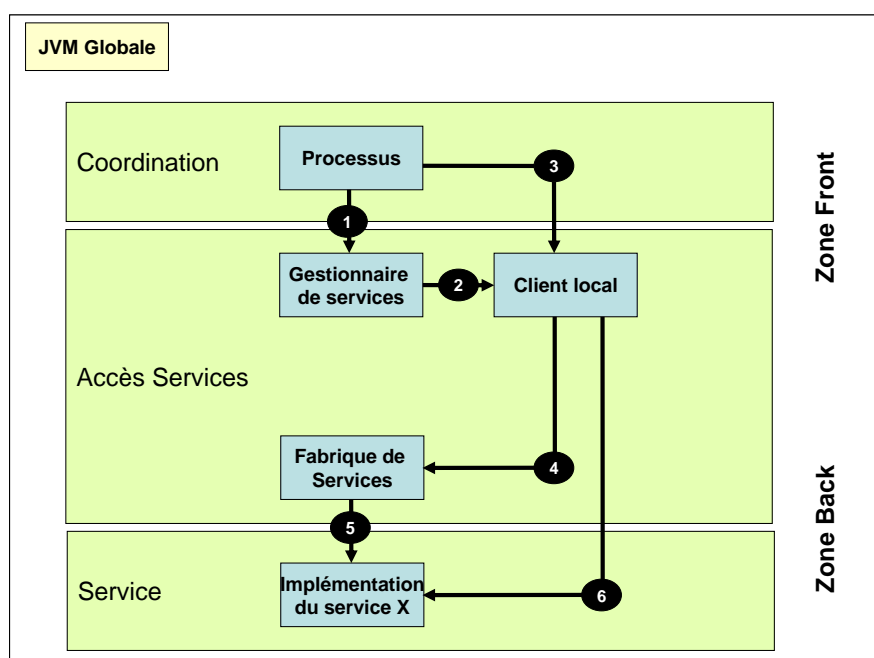 JVM Globale
Coordination
Processus
3
1
Zone Front
Gestionnaire
de services
2
Client local
Accès Services
Fabrique de
Services
4
5
Zone Back
Service
Implémentation
du service X
6